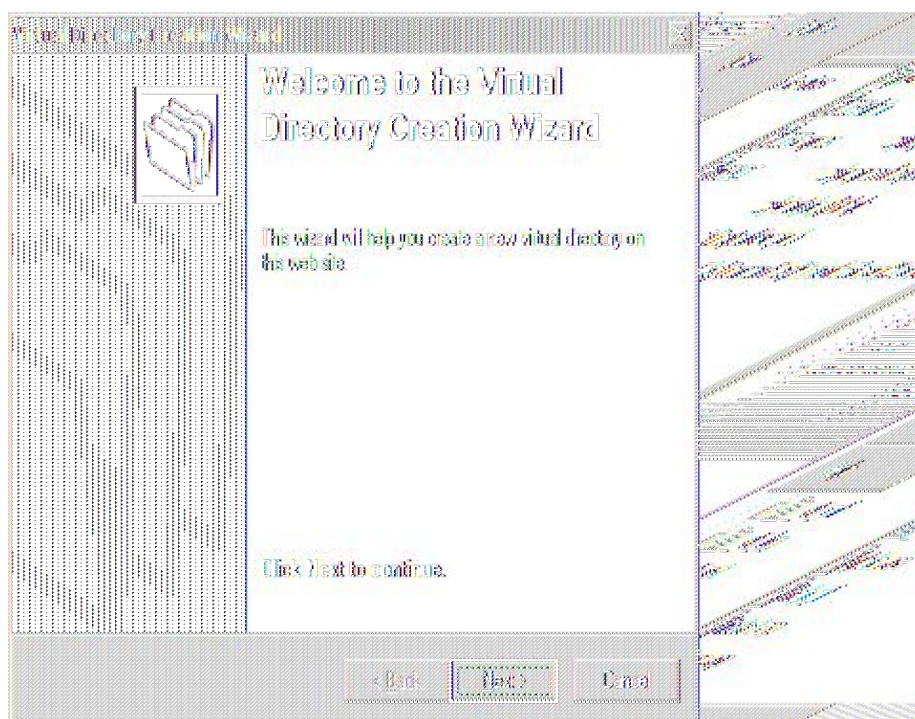 Virtual Directory Creation Wizard
Welcome to the Virtual
Directory Creation Wizard
This wizard will help you create a new virtual directory on
this web site.
Click Next to continue.
< Back
Next >
Cancel